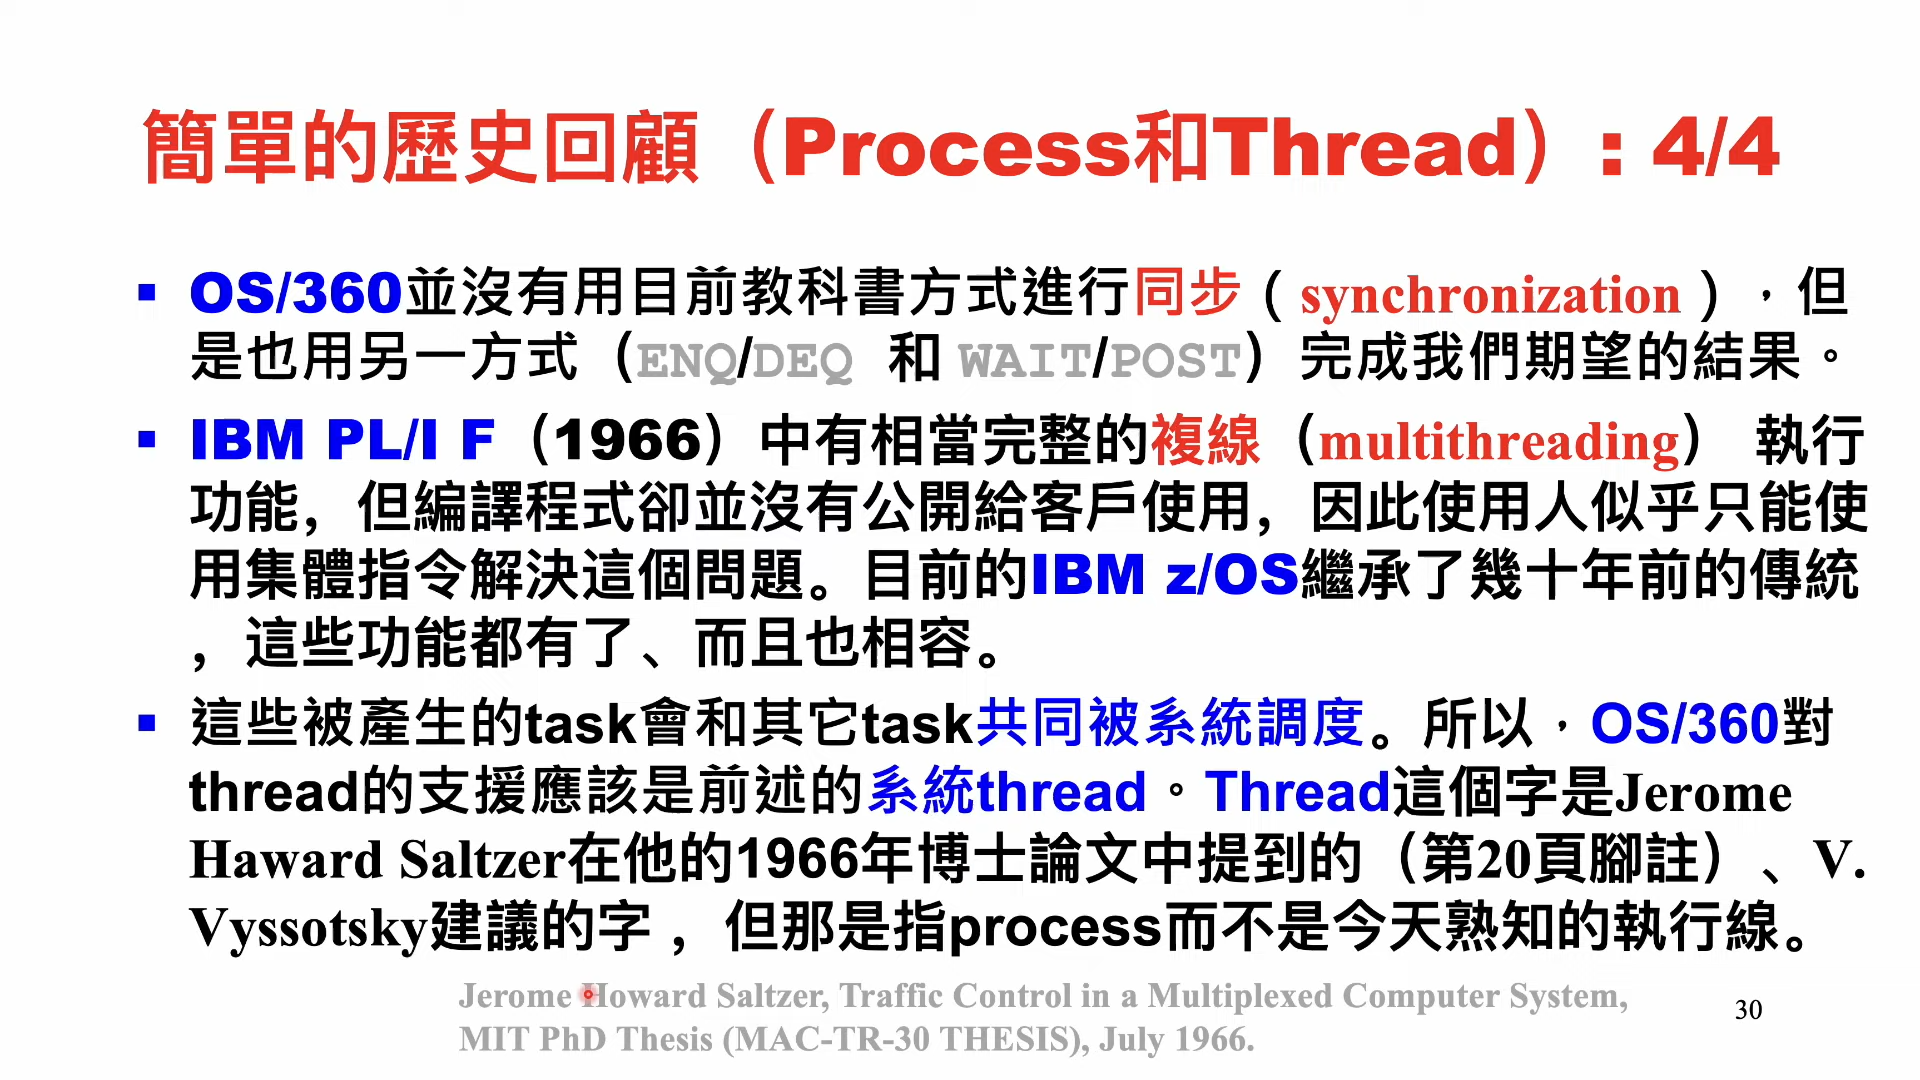 簡單的歷史回顧（Process和Thread）: 4/4
▪ OS/360並沒有用目前教科書方式進行同步（synchronization），但
是也用另一方式（ENQ/DEQ 和 WAIT/POST）完成我們期望的結果。
▪ IBM PL/I F（1966）中有相當完整的複線（multithreading） 執行
功能，但編譯程式卻並沒有公開給客戶使用，因此使用人似乎只能使
用集體指令解決這個問題。目前的IBM z/OS繼承了幾十年前的傳統
，這些功能都有了、而且也相容。
▪ 這些被產生的task會和其它task共同被系統調度。所以，OS/360對
thread的支援應該是前述的系統thread。Thread這個字是Jerome
Haward Saltzer在他的1966年博士論文中提到的（第20頁腳註）、V.
Vyssotsky建議的字 ，但那是指process而不是今天熟知的執行線。
Jerome Howard Saltzer, Traffic Control in a Multiplexed Computer System,
MIT PhD Thesis (MAC-TR-30 THESIS), July 1966.
30